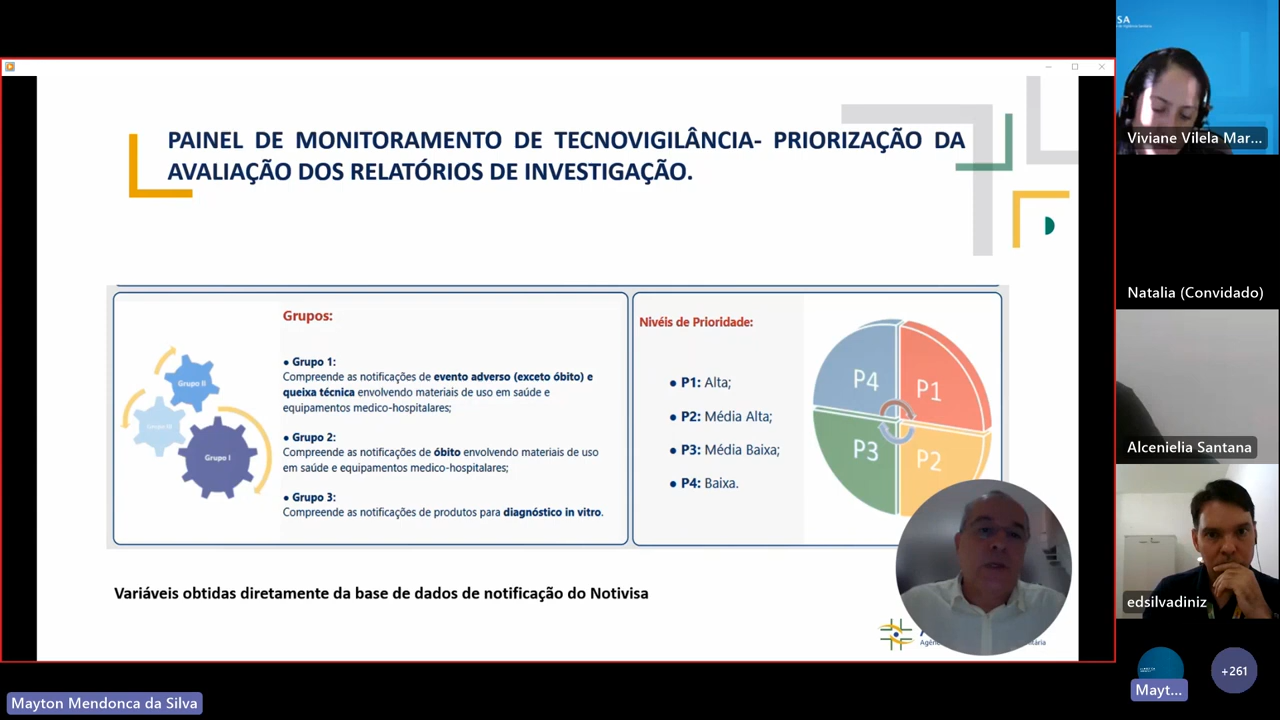 PAINEL DE MONITORAMENTO DE TECNOVIGILÂNCIA- PRIORIZAÇÃO DA
AVALIAÇÃO DOS RELATÓRIOS DE INVESTIGAÇÃO.
Grupos:
● Grupo 1:
Compreende as notificações de evento adverso (exceto óbito) e
queixa técnica envolvendo materiais de uso em saúde e
equipamentos medico-hospitalares;
● Grupo 2:
Compreende as notificações de óbito envolvendo materiais de uso
em saúde e equipamentos medico-hospitalares;
● Grupo 3:
Compreende as notificações de produtos para diagnóstico in vitro.
Grupo II
Grupo III
Grupo I
Nivéis de Prioridade:
● P1: Alta;
● P2: Média Alta;
● P3: Média Baixa;
● P4: Baixa.
P4
P1
P3
P2
Variáveis obtidas diretamente da base de dados de notificação do Notivisa
SA
Viviane Vilela Mar...
Natalia (Convidado)
Alcenielia Santana
edsilvadiniz
Mayt...
+261
Mayton Mendonca da Silva